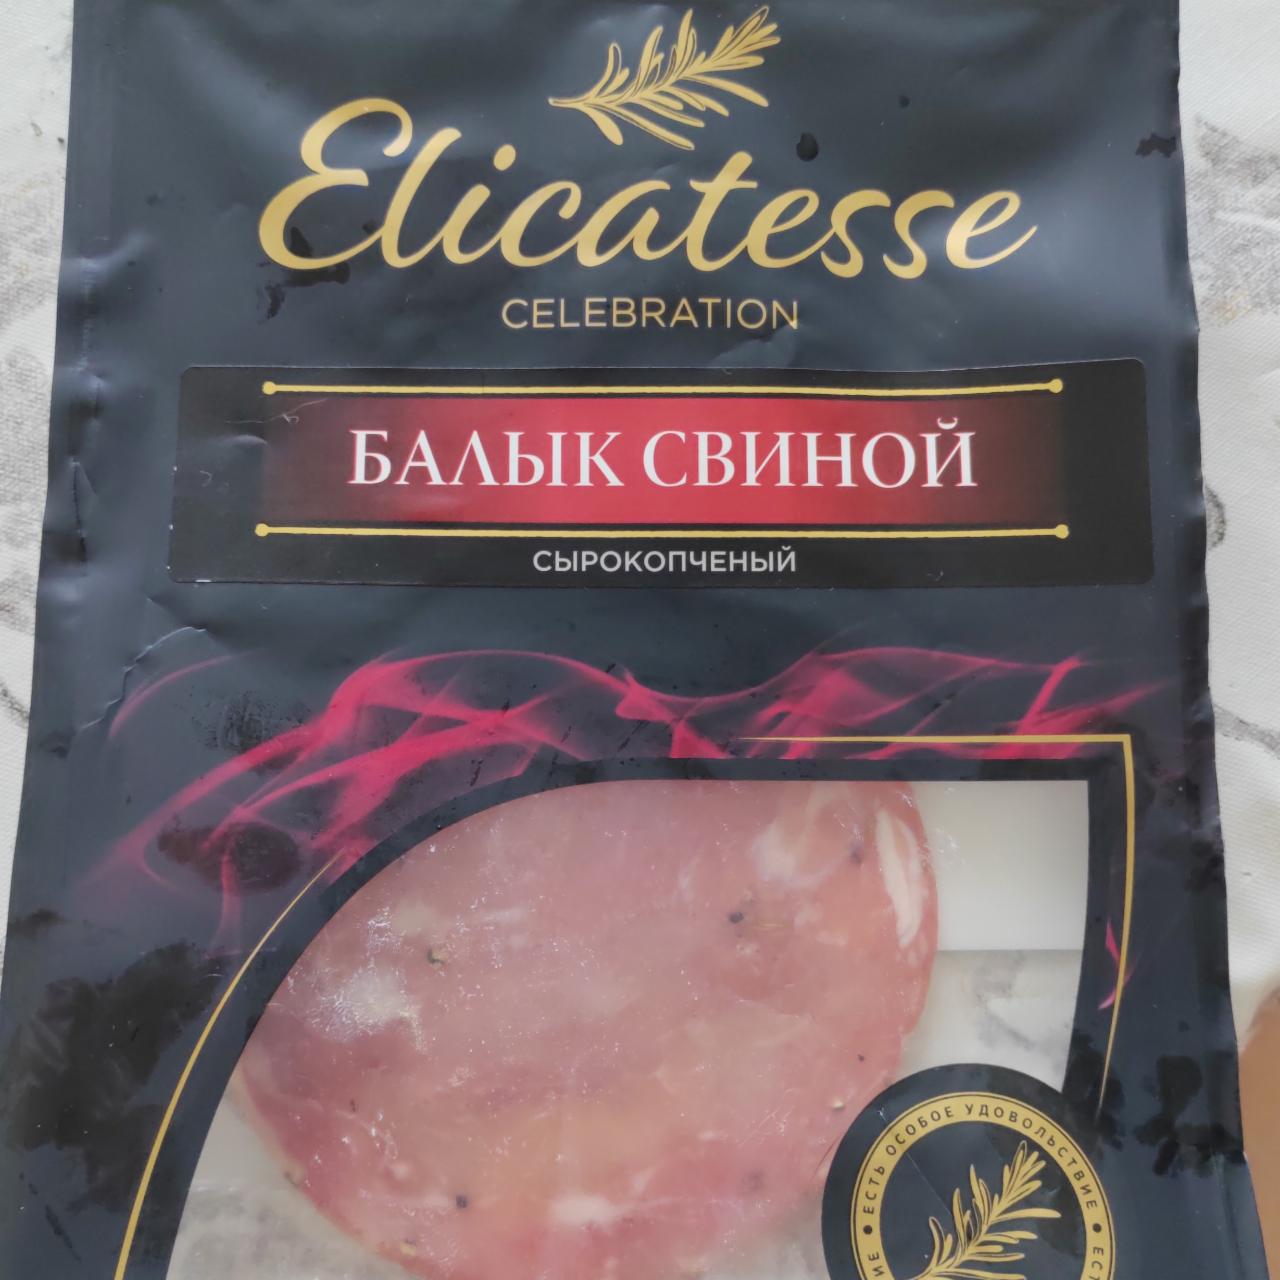 Elicatesse
CELEBRATION
БАЛЫК СВИНОЙ
СЫРОКОПЧЕНЫЙ
ЕСТЬ ОСОБОЕ УДОВОЛЬСТВИЕ